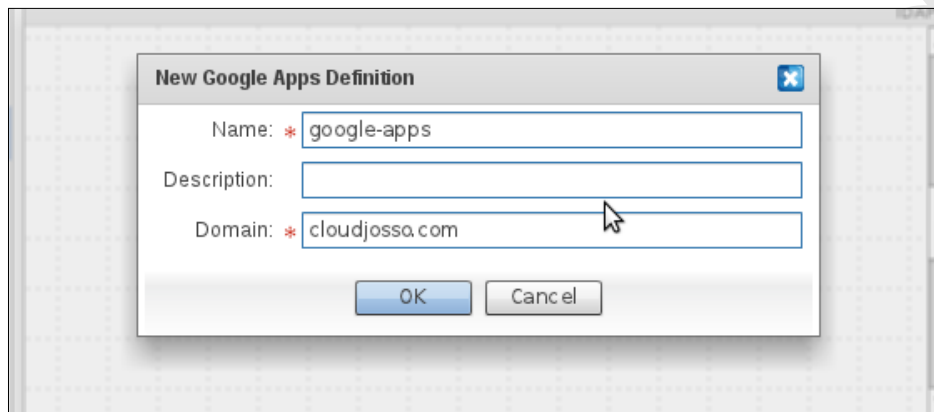 New Google Apps Definition
Name: * google-apps
Description:
Domain: * cloudjosso.com
OK Cancel